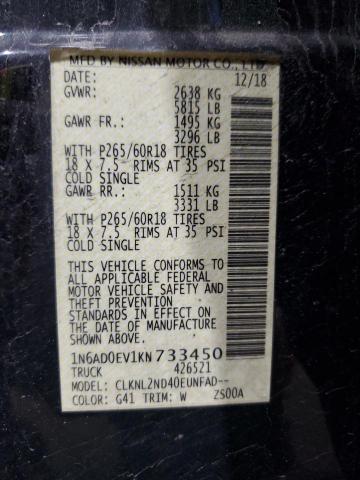 MFD BY NISSAN MOTOR CO., LTD.
DATE: 12/18
GVWR: 2638 KG
5815 LB
GAWR FR.: 1495 KG
3296 LB
WITH P265/60R18 TIRES
18 X 7.5 RIMS AT 35 PSI
COLD SINGLE
GAWR RR.: 1511 KG
3331 LB
WITH P265/60R18 TIRES
18 X 7.5 RIMS AT 35 PSI
COLD SINGLE
THIS VEHICLE CONFORMS TO
ALL APPLICABLE FEDERAL
MOTOR VEHICLE SAFETY AND
THEFT PREVENTION
STANDARDS IN EFFECT ON
THE DATE OF MANUFACTURE
SHOWN ABOVE.
1N6AD0EV1KN733450
TRUCK 426521
MODEL: CLKNL2ND40EUNFAD--
COLOR: G41 TRIM: W ZS00A